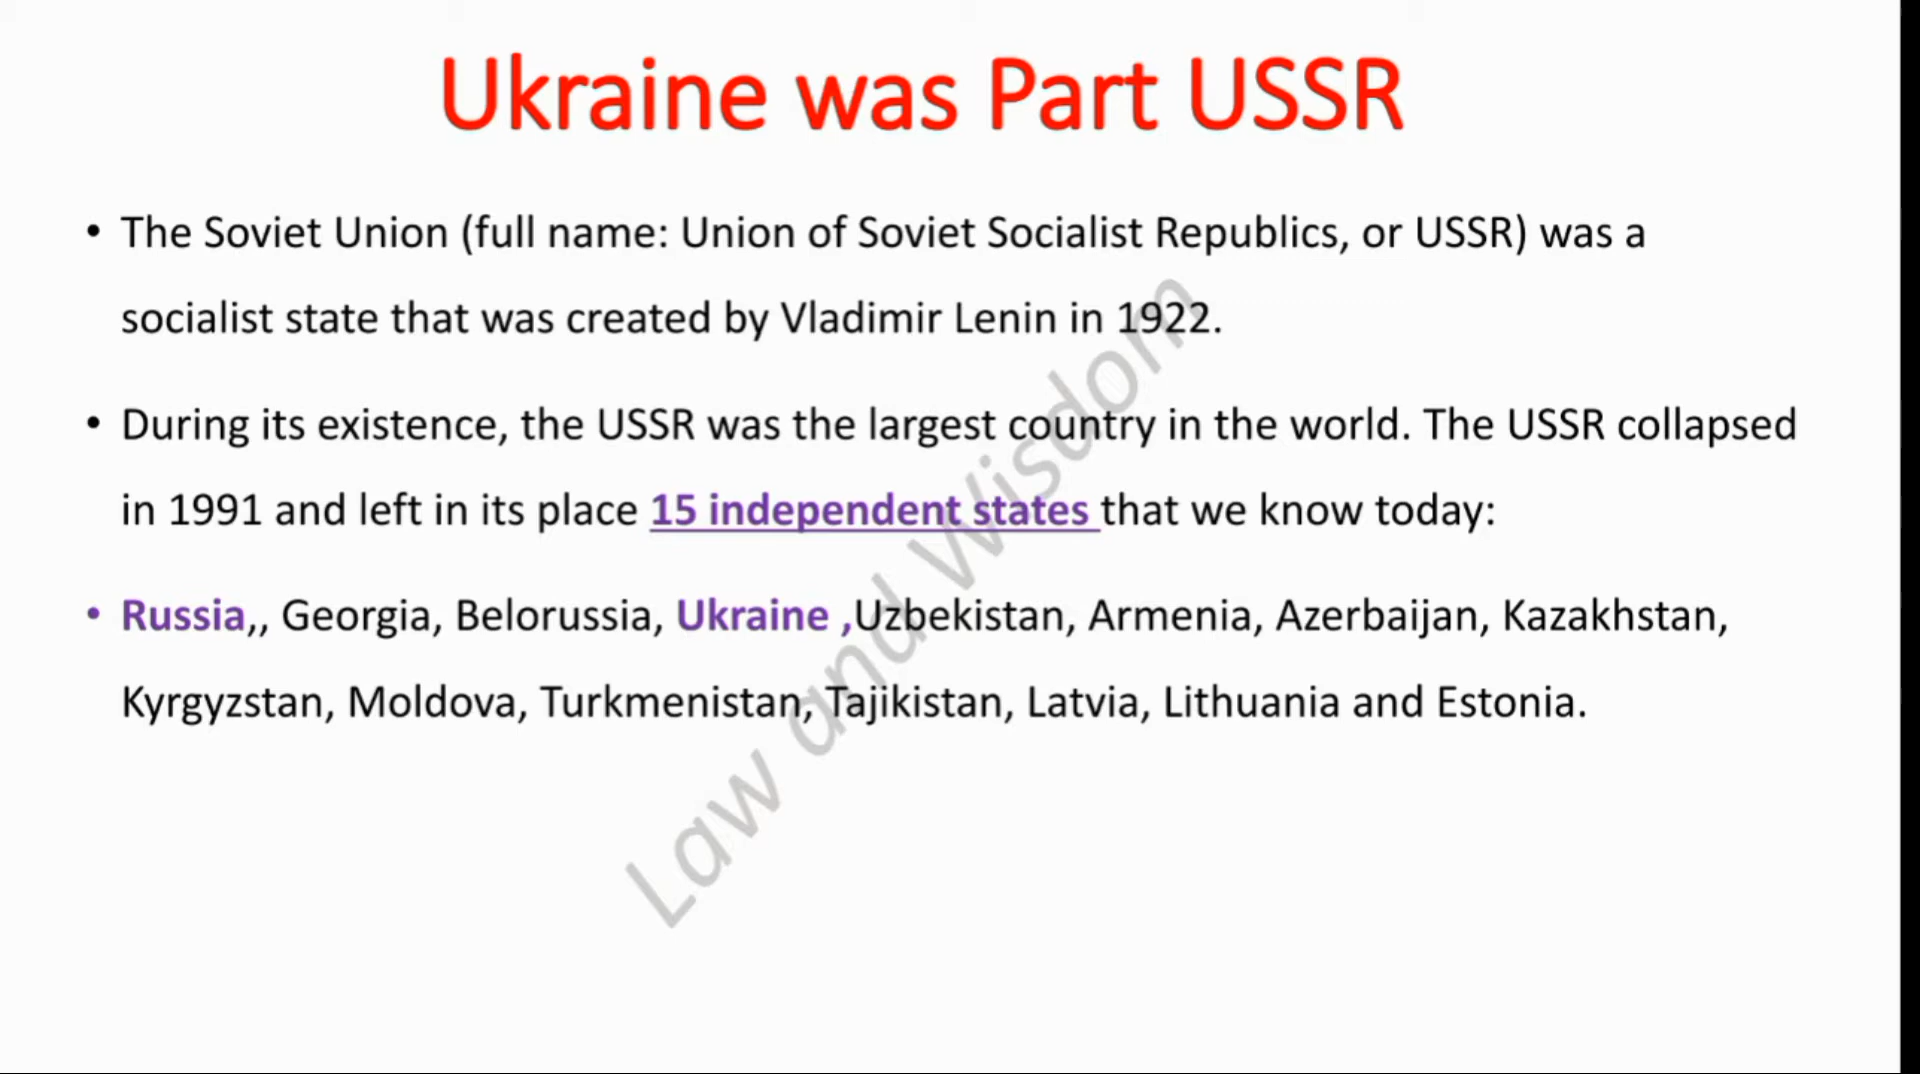 Ukraine was Part USSR
• The Soviet Union (full name: Union of Soviet Socialist Republics, or USSR) was a
socialist state that was created by Vladimir Lenin in 1922.
• During its existence, the USSR was the largest country in the world. The USSR collapsed
in 1991 and left in its place 15 independent states that we know today:
• Russia,, Georgia, Belorussia, Ukraine ,Uzbekistan, Armenia, Azerbaijan, Kazakhstan,
Kyrgyzstan, Moldova, Turkmenistan, Tajikistan, Latvia, Lithuania and Estonia.
Law and Wisdom